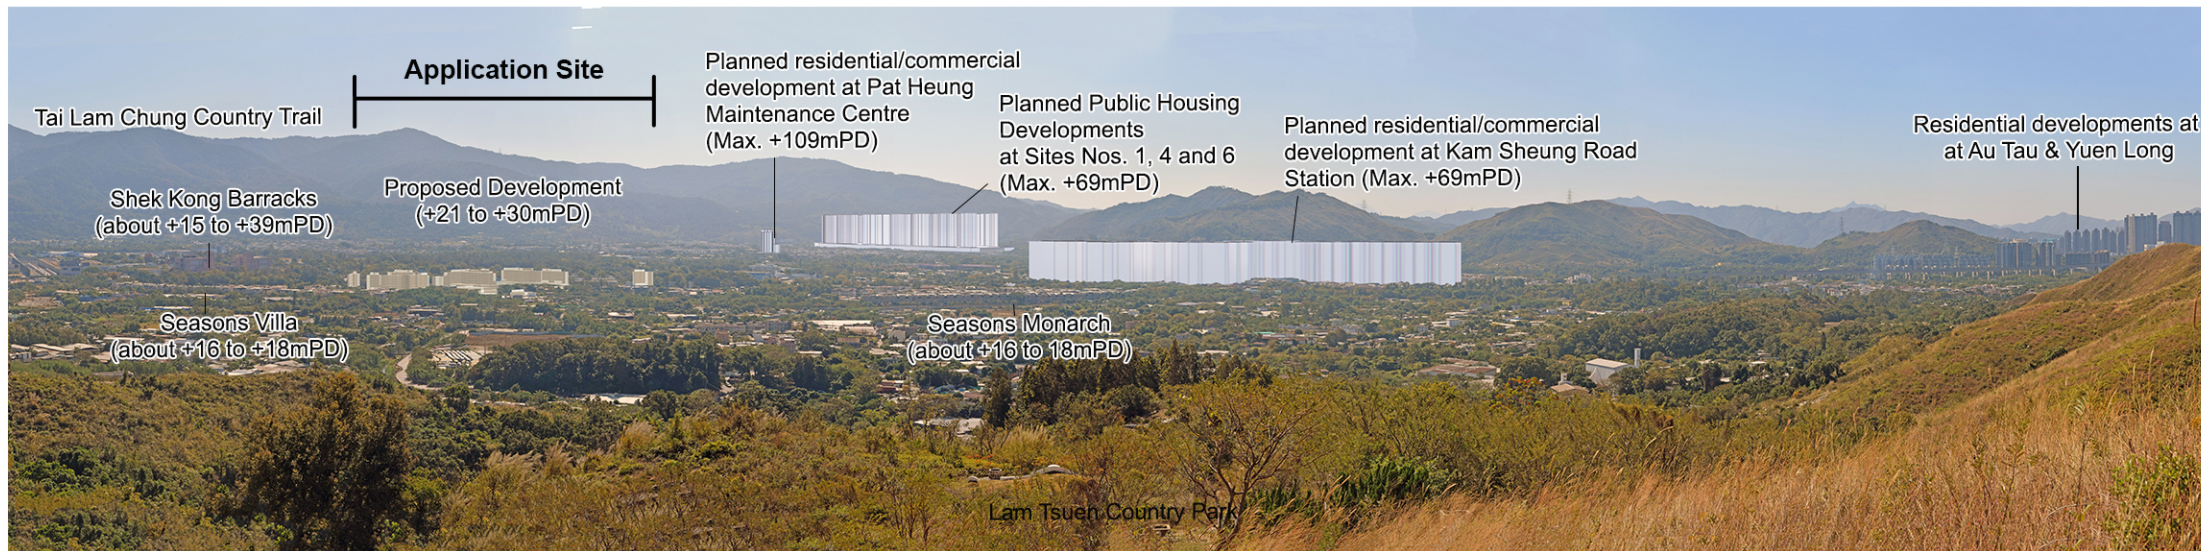 Application Site
Tai Lam Chung Country Trail
Shek Kong Barracks
(about +15 to +39mPD)
Proposed Development
(+21 to +30mPD)
Planned residential/commercial
development at Pat Heung
Maintenance Centre
(Max. +109mPD)
Planned Public Housing
Developments
at Sites Nos. 1, 4 and 6
(Max. +69mPD)
Planned residential/commercial
development at Kam Sheung Road
Station (Max. +69mPD)
Residential developments at
at Au Tau & Yuen Long
Seasons Villa
(about +16 to +18mPD)
Seasons Monarch
(about +16 to 18mPD)
Lam Tsuen Country Park